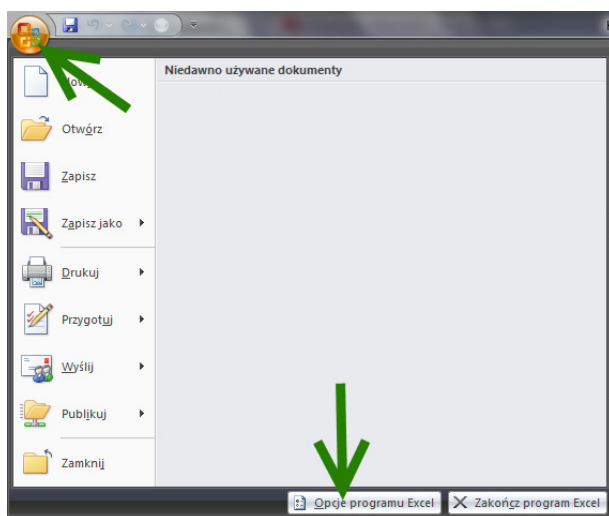 Niedawno używane dokumenty
Otwórz
Zapisz
Zapisz jako
Drukuj
Przygotuj
Wyślij
Publikuj
Zamknij
Opcje programu Excel
Zakończ program Excel